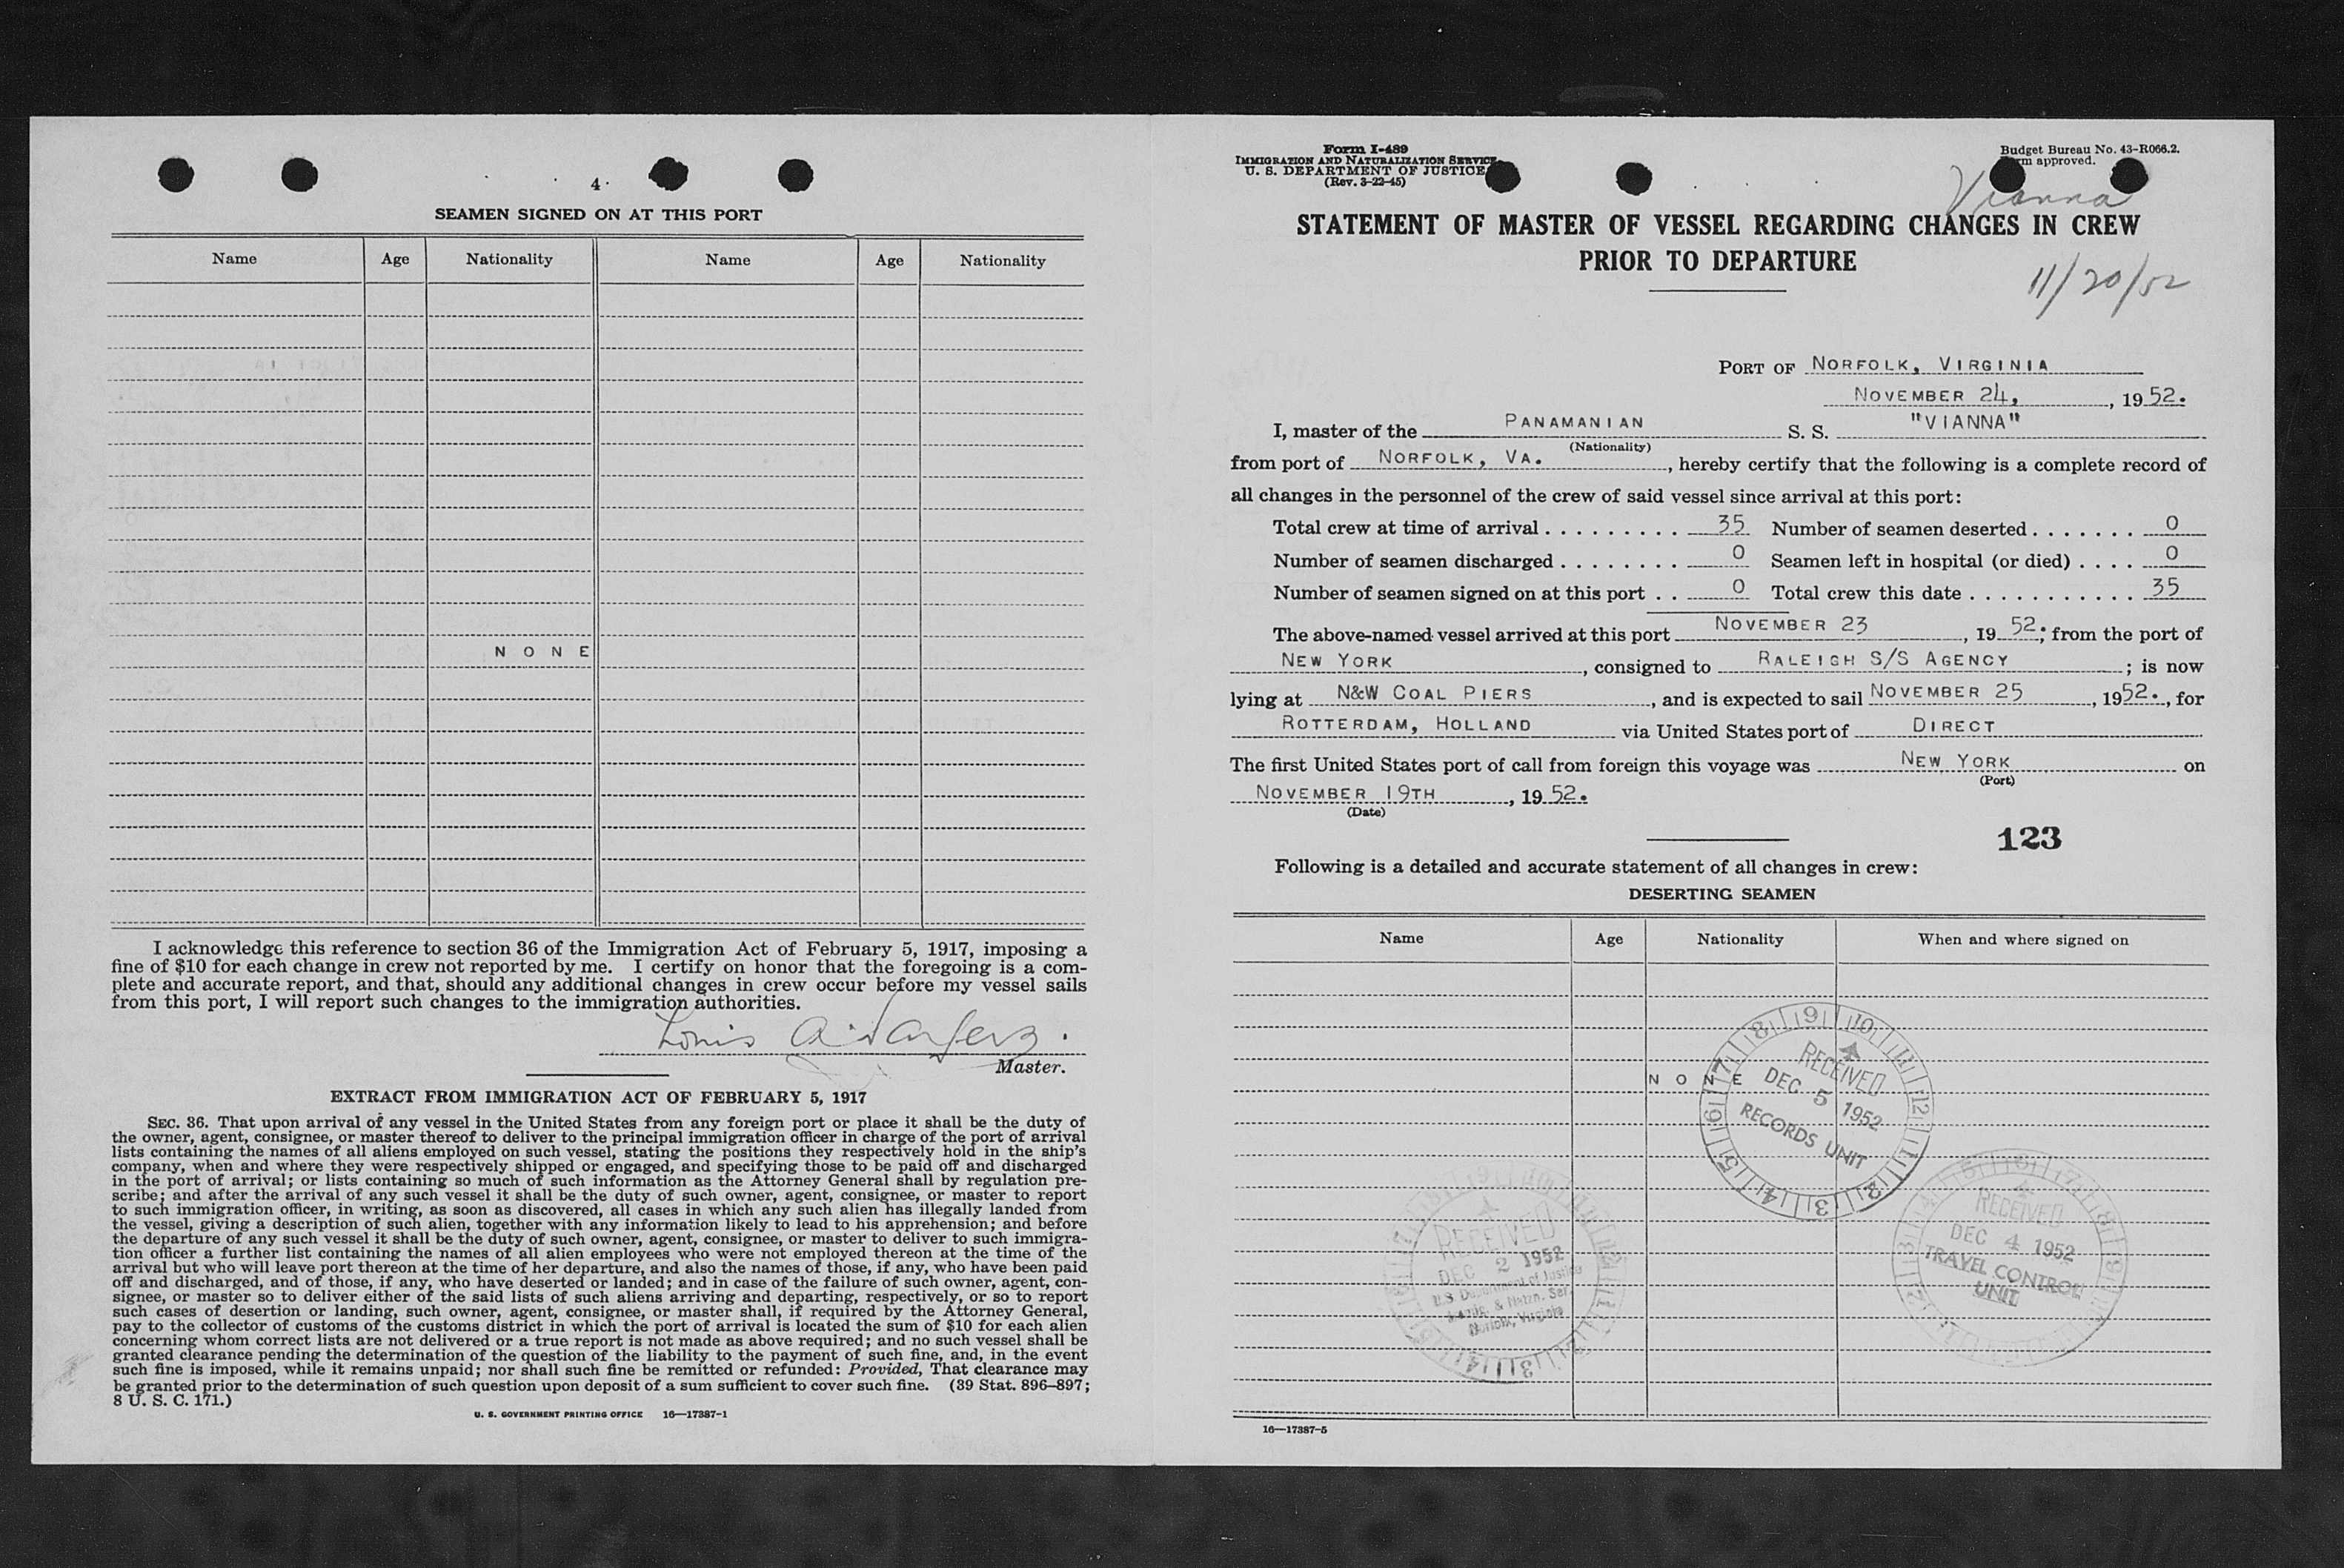 4
SEAMEN SIGNED ON AT THIS PORT
Name Age Nationality Name Age Nationality
NONE
I acknowledge this reference to section 36 of the Immigration Act of February 5, 1917, imposing a
fine of $10 for each change in crew not reported by me. I certify on honor that the foregoing is a com-
plete and accurate report, and that, should any additional changes in crew occur before my vessel sails
from this port, I will report such changes to the immigration authorities.
Louis A.
Master.
EXTRACT FROM IMMIGRATION ACT OF FEBRUARY 5, 1917
SEC. 36. That upon arrival of any vessel in the United States from any foreign port or place it shall be the duty of
the owner, agent, consignee, or master thereof to deliver to the principal immigration officer in charge of the port of arrival
lists containing the names of all aliens employed on such vessel, stating the positions they respectively hold in the ship's
company, when and where they were respectively shipped or engaged, and specifying those to be paid off and discharged
in the port of arrival; or lists containing so much of such information as the Attorney General shall by regulation pre-
scribe; and after the arrival of any such vessel it shall be the duty of such owner, agent, consignee, or master to report
to such immigration officer, in writing, as soon as discovered, all cases in which any such alien has illegally landed from
the vessel, giving a description of such alien, together with any information likely to lead to his apprehension; and before
the departure of any such vessel it shall be the duty of such owner, agent, consignee, or master to deliver to such immigra-
tion officer a further list containing the names of all alien employees who were not employed thereon at the time of the
arrival but who will leave port thereon at the time of her departure, and also the names of those, if any, who have been paid
off and discharged, and of those, if any, who have deserted or landed; and in case of the failure of such owner, agent, con-
signee, or master so to deliver either of the said lists of such aliens arriving and departing, respectively, or so to report
such cases of desertion or landing, such owner, agent, consignee, or master shall, if required by the Attorney General,
pay to the collector of customs of the customs district in which the port of arrival is located the sum of $10 for each alien
concerning whom correct lists are not delivered or a true report is not made as above required; and no such vessel shall be
granted clearance pending the determination of the question of the liability to the payment of such fine, and, in the event
such fine is imposed, while it remains unpaid; nor shall such fine be remitted or refunded: Provided, That clearance may
be granted prior to the determination of such question upon deposit of a sum sufficient to cover such fine. (39 Stat. 896–897;
8 U. S. C. 171.)
U. S. GOVERNMENT PRINTING OFFICE 16—17387-1
Form I-489
IMMIGRATION AND NATURALIZATION SERVICE
U. S. DEPARTMENT OF JUSTICE
(Rev. 3-22-45)
Budget Bureau No. 43-R066.2.
approved.
Vianna
STATEMENT OF MASTER OF VESSEL REGARDING CHANGES IN CREW
PRIOR TO DEPARTURE
11/20/52
PORT OF NORFOLK, VIRGINIA
NOVEMBER 24, , 1952.
I, master of the PANAMANIAN S. S. "VIANNA"
(Nationality)
from port of NORFOLK, VA. , hereby certify that the following is a complete record of
all changes in the personnel of the crew of said vessel since arrival at this port:
Total crew at time of arrival . . . . . . . . . 35 Number of seamen deserted . . . . . . . 0
Number of seamen discharged . . . . . . . . 0 Seamen left in hospital (or died) . . . . 0
Number of seamen signed on at this port . . 0 Total crew this date . . . . . . . . . . . 35
The above-named vessel arrived at this port NOVEMBER 23 , 19 52; from the port of
NEW YORK , consigned to RALEIGH S/S AGENCY ; is now
lying at N&W COAL PIERS , and is expected to sail NOVEMBER 25 , 1952. , for
ROTTERDAM, HOLLAND via United States port of DIRECT
The first United States port of call from foreign this voyage was NEW YORK on
(Port)
NOVEMBER 19TH , 19 52.
(Date)
123
Following is a detailed and accurate statement of all changes in crew:
DESERTING SEAMEN
Name Age Nationality When and where signed on
NONE
RECEIVED
DEC 5 1952
RECORDS UNIT
RECEIVED
DEC 2 1952
U.S Department of Justice
Immig. & Natzn. Ser.
Norfolk, Virginia
RECEIVED
DEC 4 1952
TRAVEL CONTROL
UNIT
16—17387-5